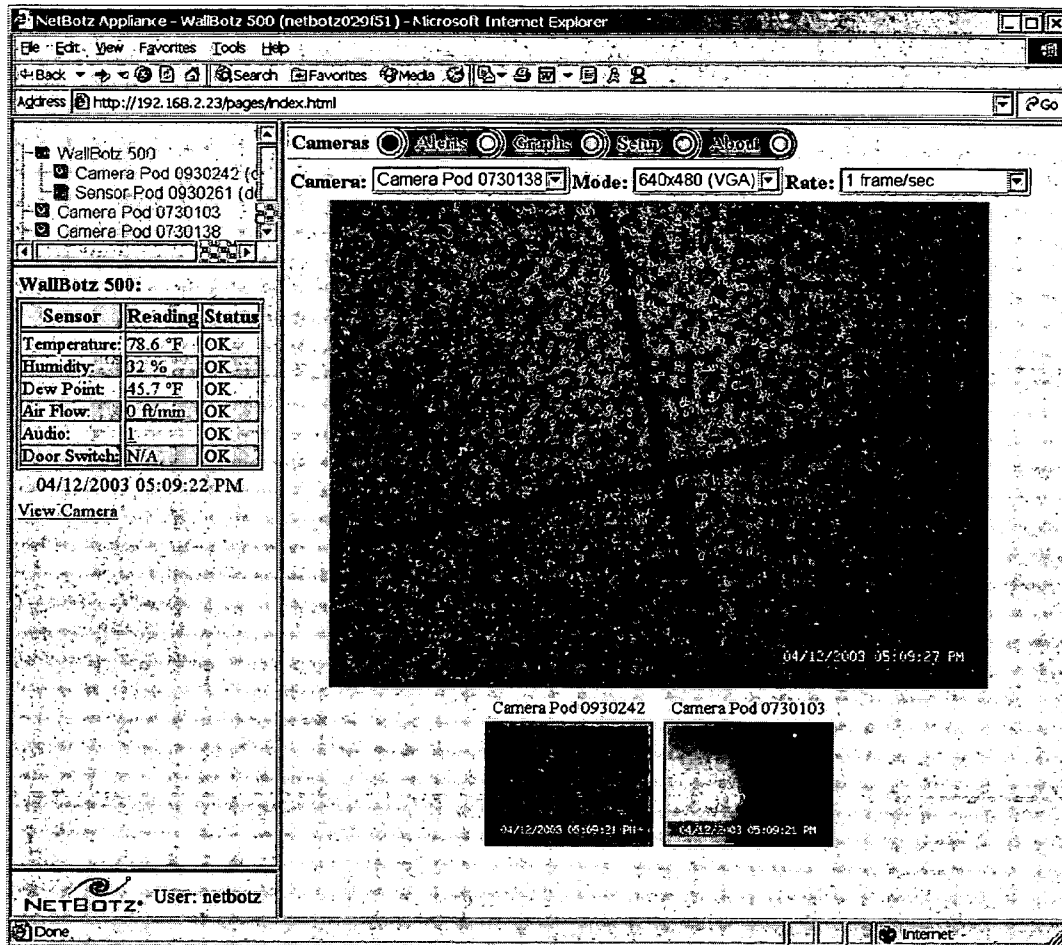 NetBotz Appliance - WallBotz 500 (netbotz029f51) - Microsoft Internet Explorer
File Edit View Favorites Tools Help
Back Search Favorites Media
Address http://192.168.2.23/pages/index.html Go
WallBotz 500
Camera Pod 0930242 (d
Sensor Pod 0930261 (d
Camera Pod 0730103
Camera Pod 0730138
WallBotz 500:
Sensor Reading Status
Temperature: 78.6 °F OK
Humidity: 32 % OK
Dew Point: 45.7 °F OK
Air Flow: 0 ft/min OK
Audio: 1 OK
Door Switch: N/A OK
04/12/2003 05:09:22 PM
View Camera
NETBOTZ User: netbotz
Cameras Alerts Graphs Setup About
Camera: Camera Pod 0730138 Mode: 640x480 (VGA) Rate: 1 frame/sec
04/12/2003 05:09:27 PM
Camera Pod 0930242 Camera Pod 0730103
04/12/2003 05:09:21 PM 04/12/2003 05:09:21 PM
Done Internet